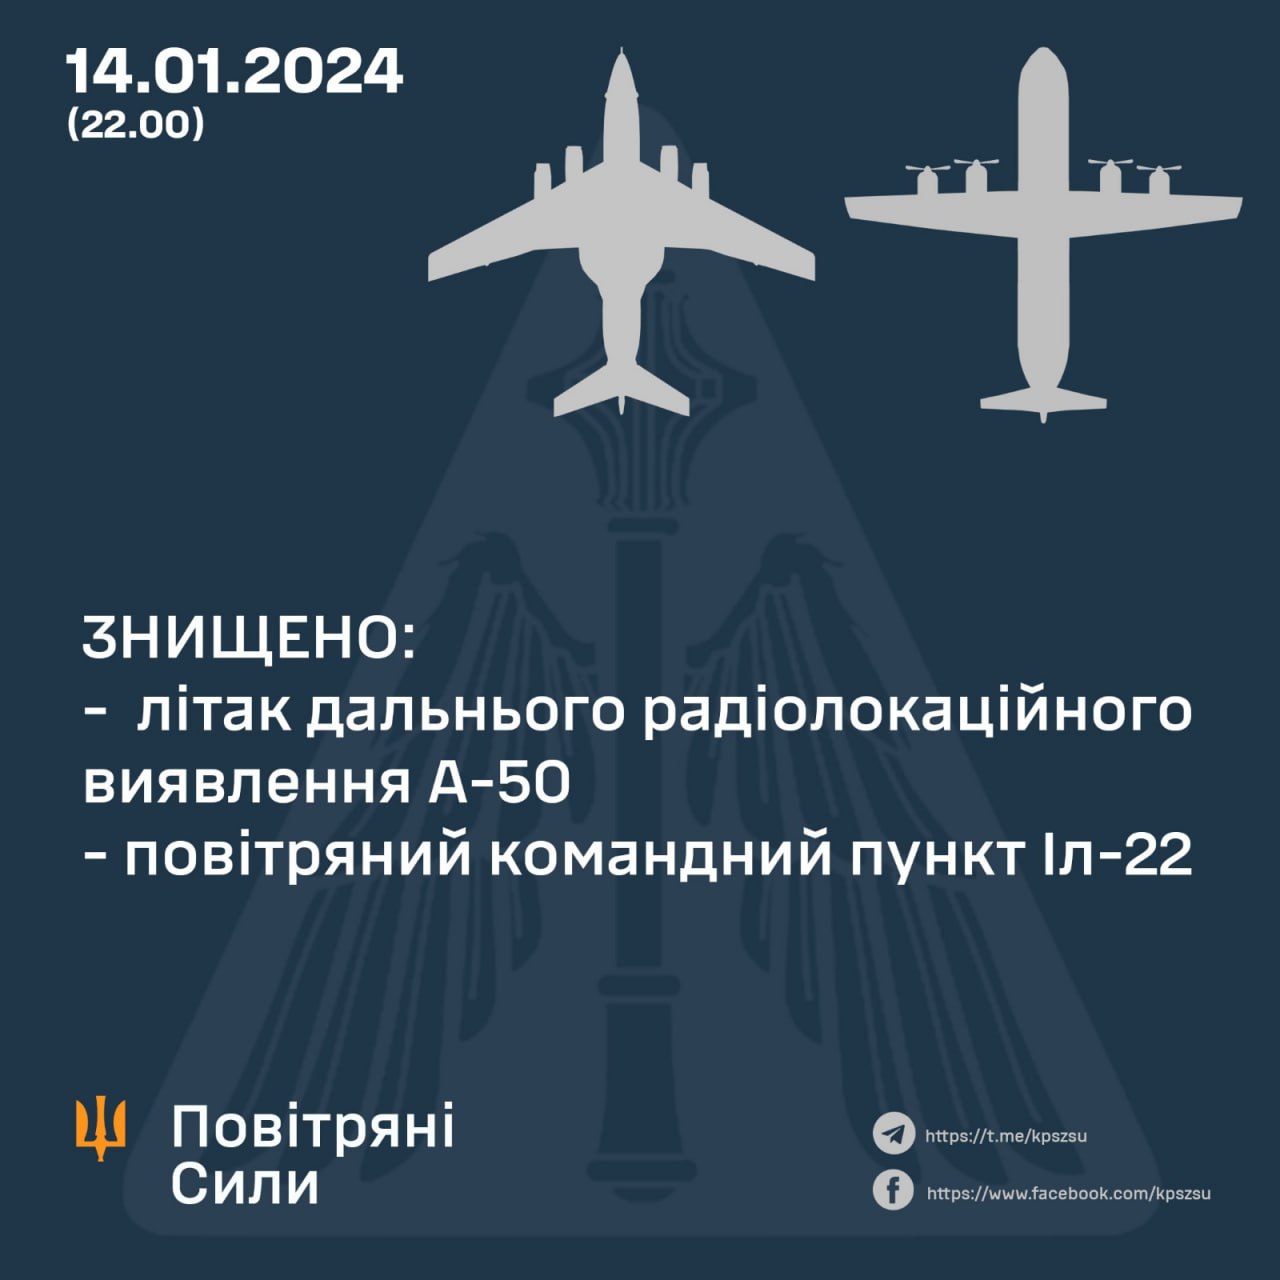 14.01.2024
(22.00)
ЗНИЩЕНО:
- літак дальнього радіолокаційного
виявлення А-50
- повітряний командний пункт Іл-22
Повітряні
Сили
https://t.me/kpszsu
https://www.facebook.com/kpszsu